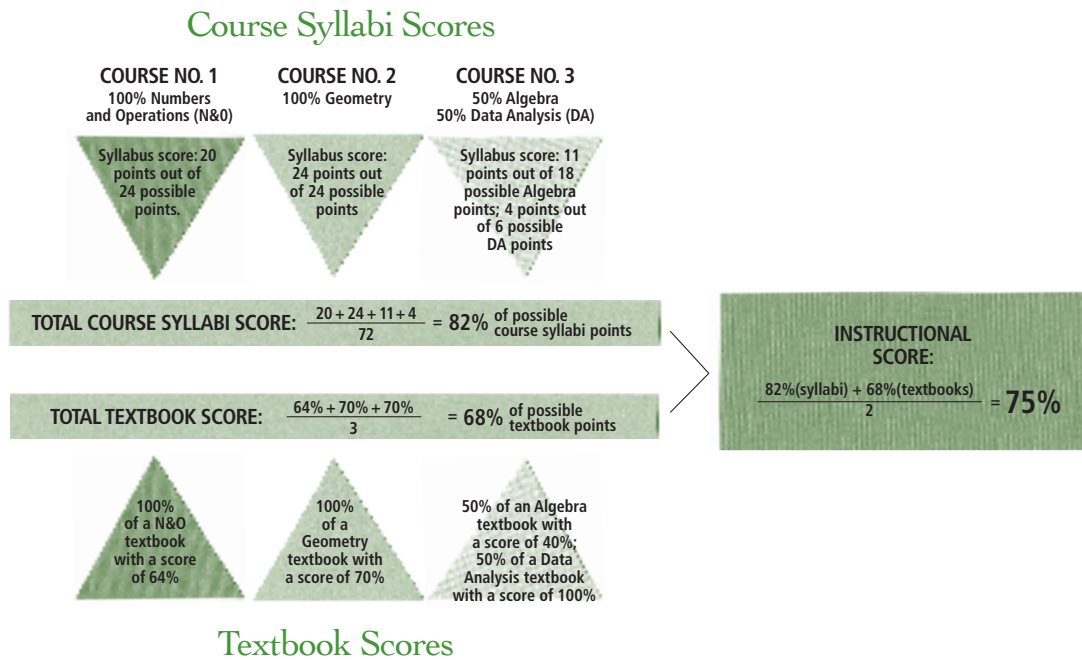 Course Syllabi Scores
COURSE NO. 1
100% Numbers
and Operations (N&0)
COURSE NO. 2
100% Geometry
COURSE NO. 3
50% Algebra
50% Data Analysis (DA)
Syllabus score: 20
points out of
24 possible
points.
Syllabus score:
24 points out
of 24 possible
points
Syllabus score: 11
points out of 18
possible Algebra
points; 4 points out
of 6 possible
DA points
TOTAL COURSE SYLLABI SCORE:
20 + 24 + 11 + 4
72
= 82% of possible
course syllabi points
TOTAL TEXTBOOK SCORE:
64% + 70% + 70%
3
= 68% of possible
textbook points
INSTRUCTIONAL
SCORE:
82%(syllabi) + 68%(textbooks)
2
= 75%
100%
of a N&O
textbook
with a score
of 64%
100%
of a
Geometry
textbook with
a score of 70%
50% of an Algebra
textbook with
a score of 40%;
50% of a Data
Analysis textbook
with a score of 100%
Textbook Scores